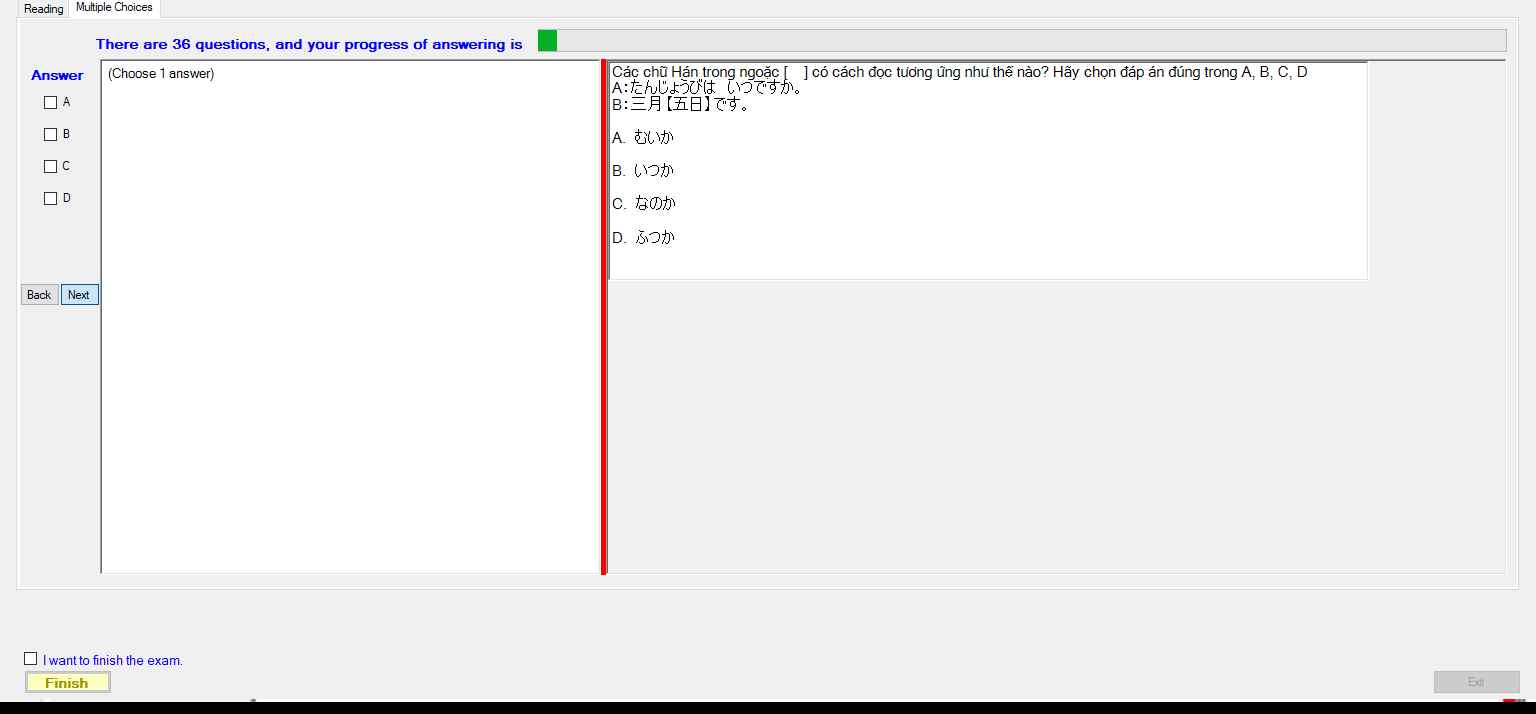 Reading
Multiple Choices
There are 36 questions, and your progress of answering is
Answer
A
B
C
D
Back
Next
(Choose 1 answer)
Các chữ Hán trong ngoặc [    ] có cách đọc tương ứng như thế nào? Hãy chọn đáp án đúng trong A, B, C, D
A:たんじょうびは　いつですか。
B:三月【五日】です。
A. むいか
B. いつか
C. なのか
D. ふつか
I want to finish the exam.
Finish
Exit